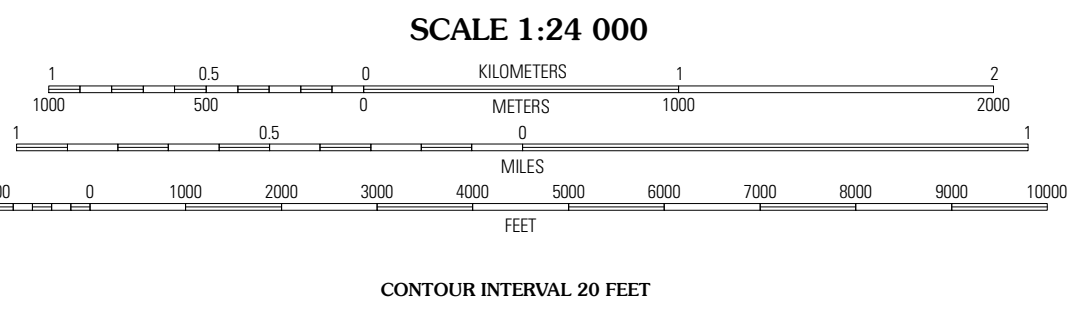 SCALE 1:24 000
1 0.5 0 KILOMETERS 1 2
1000 500 0 METERS 1000 2000
1 0.5 0 1
MILES
0 1000 2000 3000 4000 5000 6000 7000 8000 9000 10000
FEET
CONTOUR INTERVAL 20 FEET